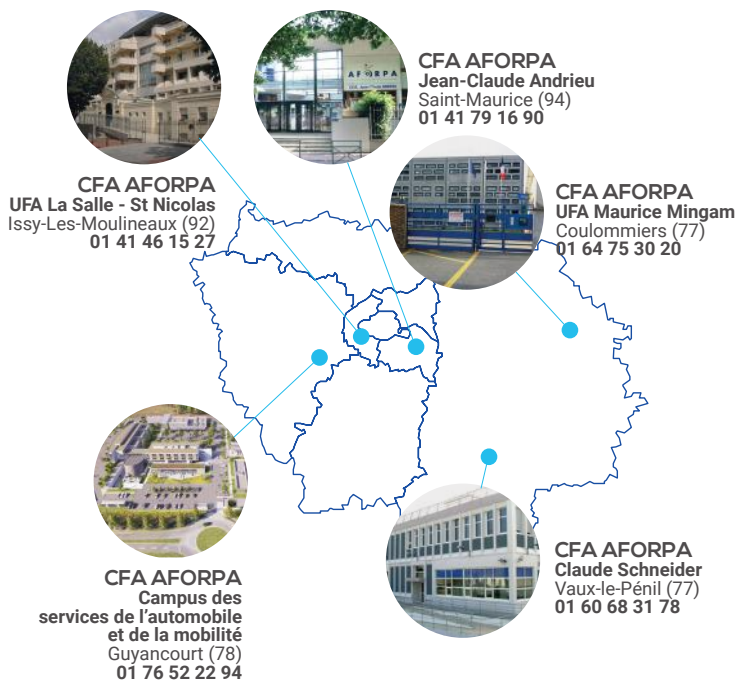 CFA AFORPA
Jean-Claude Andrieu
Saint-Maurice (94)
01 41 79 16 90
AFORPA
CFA AFORPA
UFA La Salle - St Nicolas
Issy-Les-Moulineaux (92)
01 41 46 15 27
CFA AFORPA
UFA Maurice Mingam
Coulommiers (77)
01 64 75 30 20
CFA AFORPA
Campus des
services de l'automobile
et de la mobilité
Guyancourt (78)
01 76 52 22 94
CFA AFORPA
Claude Schneider
Vaux-le-Pénil (77)
01 60 68 31 78